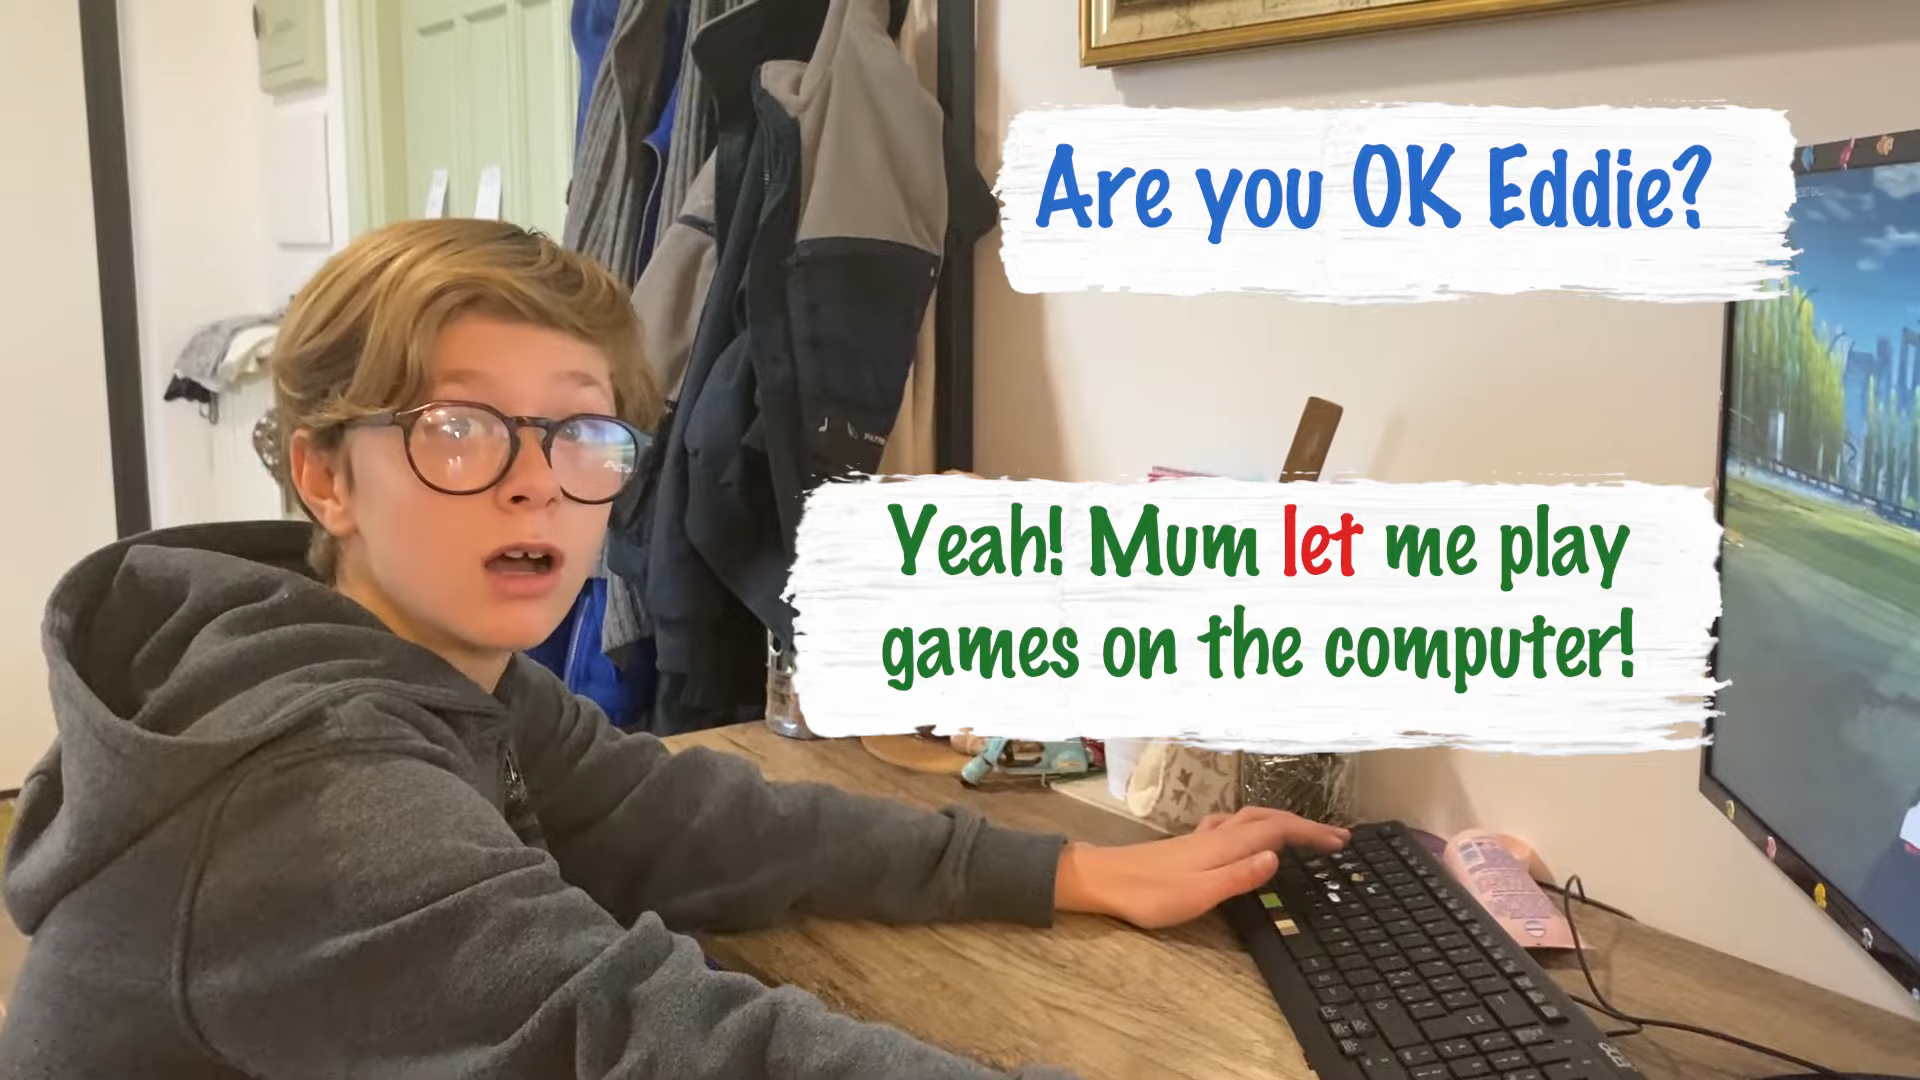 Are you OK Eddie?
Yeah! Mum let me play
games on the computer!